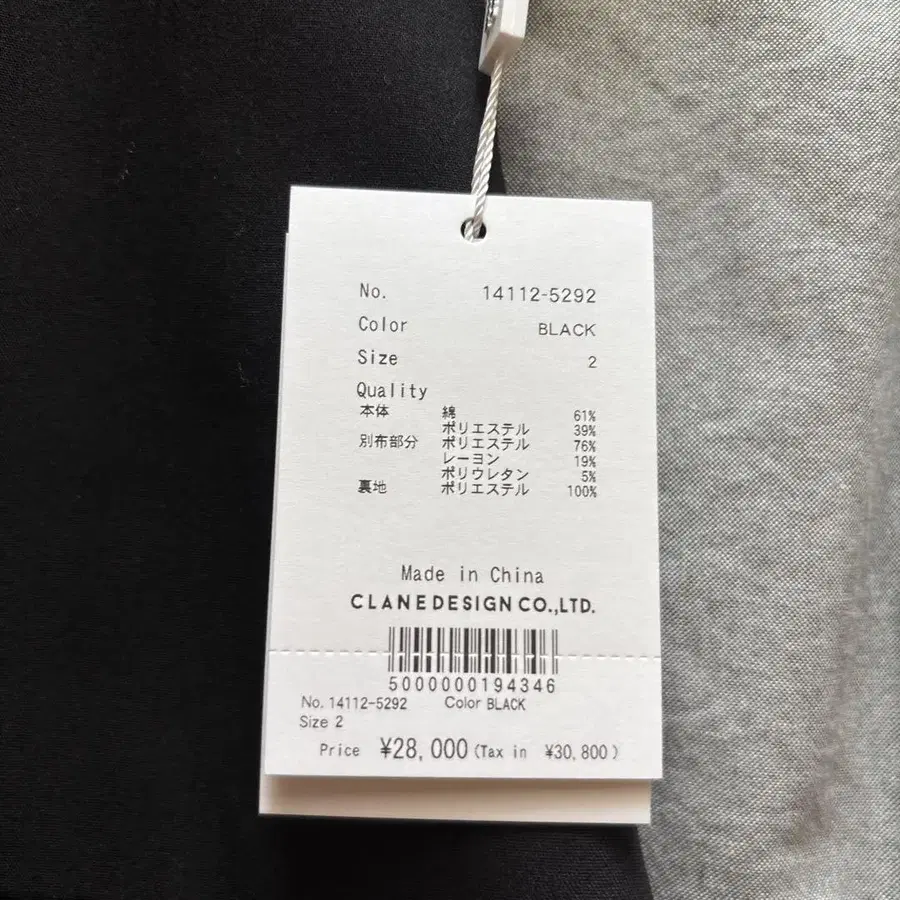 No. 14112-5292
Color BLACK
Size 2
Quality
本体 綿 61%
ポリエステル 39%
別布部分 ポリエステル 76%
レーヨン 19%
ポリウレタン 5%
裏地 ポリエステル 100%
Made in China
CLANEDESIGN CO.,LTD.
5000000194346
No. 14112-5292 Color BLACK
Size 2
Price ¥28,000 (Tax in ¥30,800)